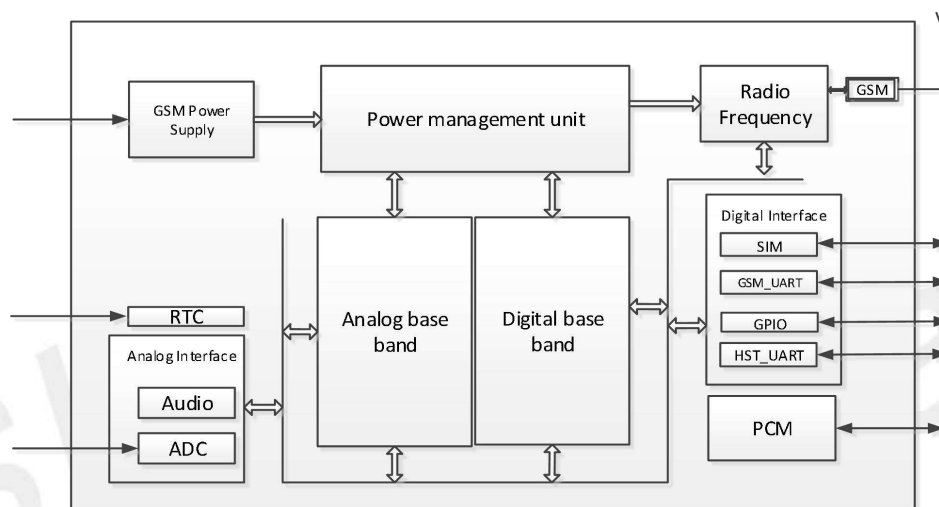 GSM Power
Supply
Power management unit
Radio
Frequency
GSM
Digital Interface
SIM
GSM_UART
GPIO
HST_UART
PCM
Analog base
band
Digital base
band
RTC
Analog Interface
Audio
ADC